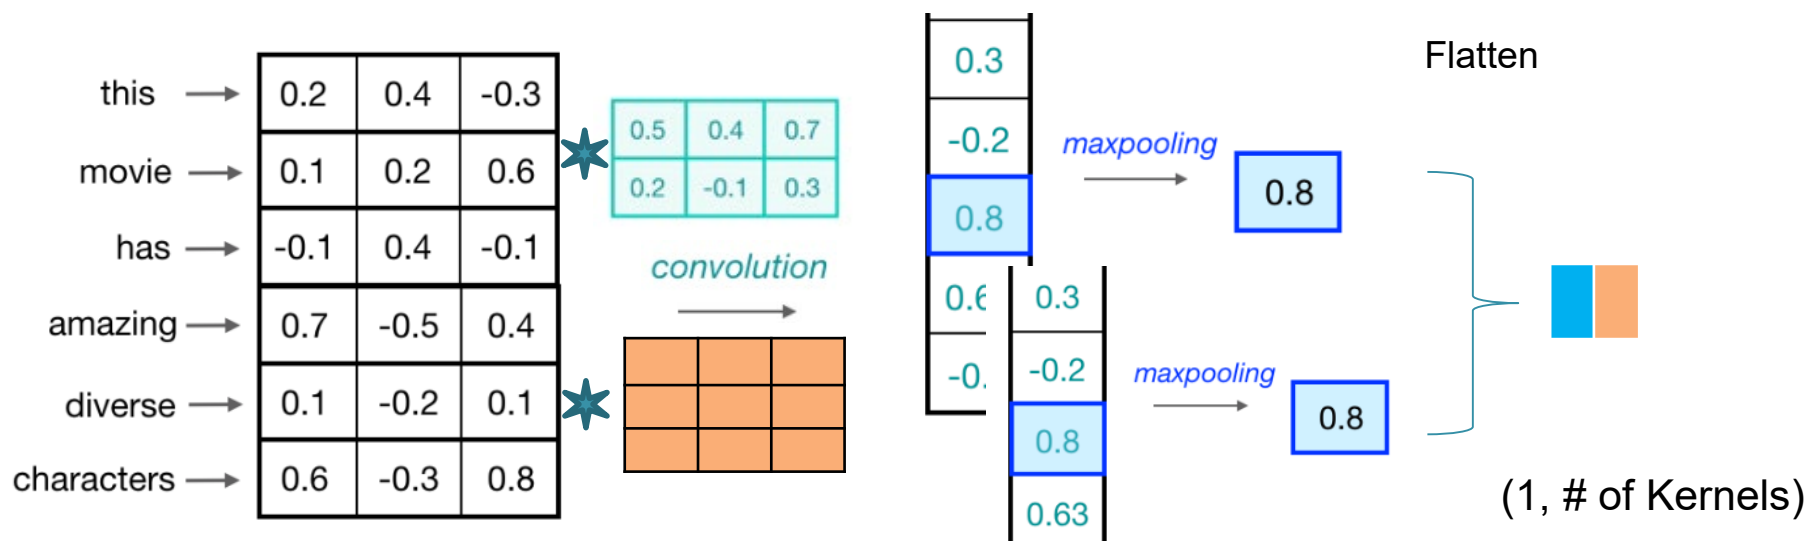 this 0.2 0.4 -0.3
movie 0.1 0.2 0.6
has -0.1 0.4 -0.1
amazing 0.7 -0.5 0.4
diverse 0.1 -0.2 0.1
characters 0.6 -0.3 0.8
0.5 0.4 0.7
0.2 -0.1 0.3
convolution
0.3
-0.2
0.8
-0.
maxpooling
0.8
0.3
-0.2
0.8
0.63
maxpooling
0.8
Flatten
(1, # of Kernels)